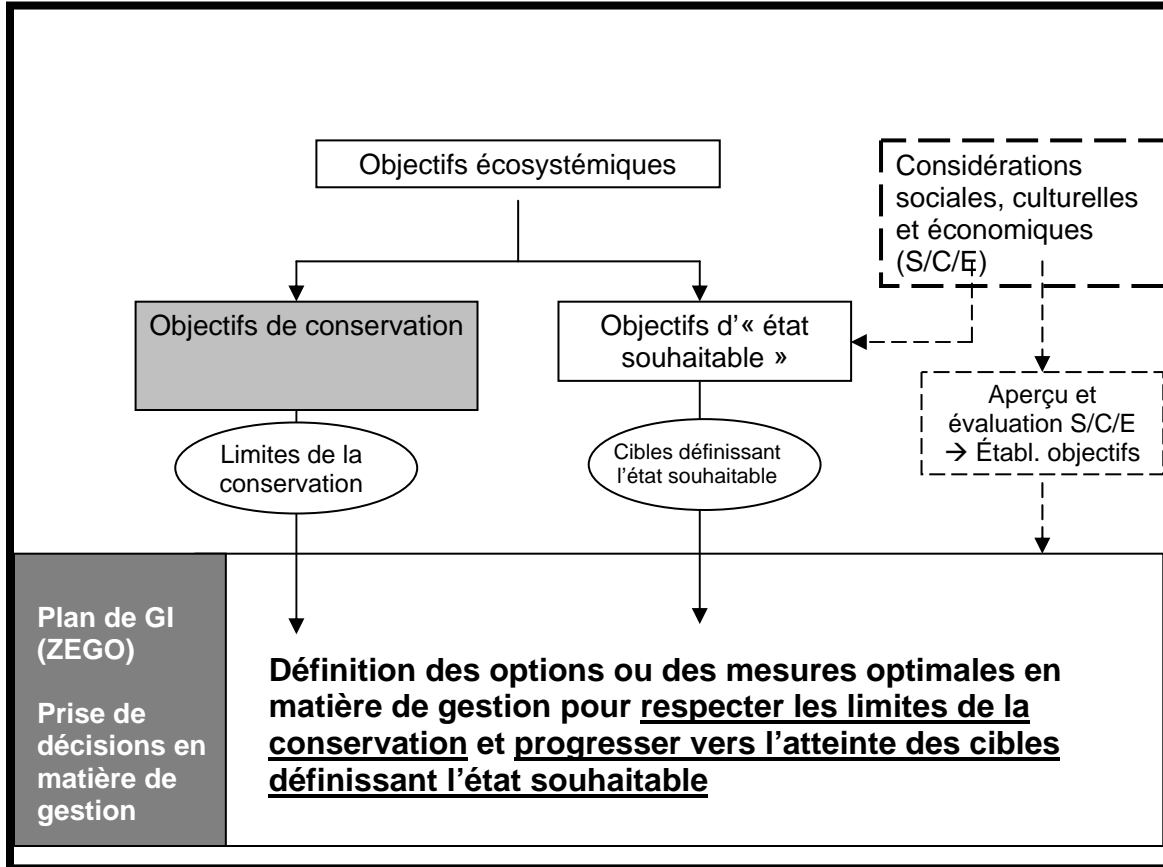 Objectifs écosystémiques
Considérations
sociales, culturelles
et économiques
(S/C/E)
Objectifs de conservation
Objectifs d'« état
souhaitable »
Aperçu et
évaluation S/C/E
→ Établ. objectifs
Limites de la
conservation
Cibles définissant
l'état souhaitable
Plan de GI
(ZEGO)
Prise de
décisions en
matière de
gestion
Définition des options ou des mesures optimales en
matière de gestion pour respecter les limites de la
conservation et progresser vers l'atteinte des cibles
définissant l'état souhaitable